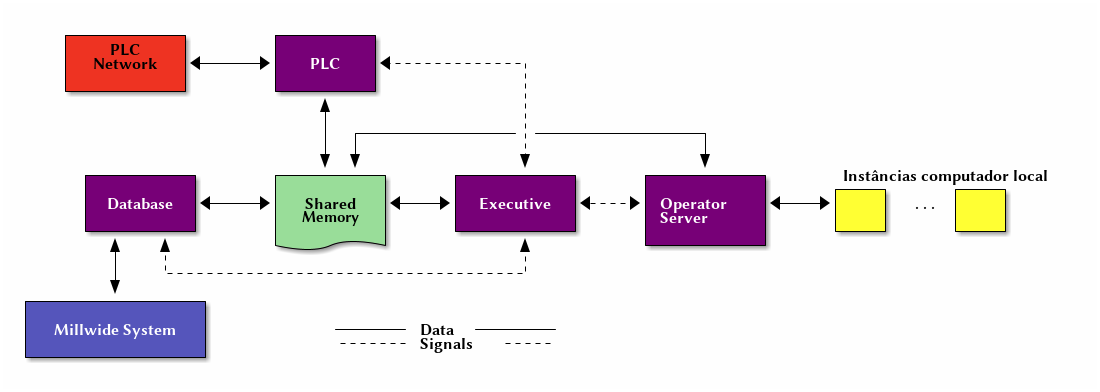 PLC
Network
PLC
Instâncias computador local
. . .
Database
Shared
Memory
Executive
Operator
Server
Millwide System
Data
Signals